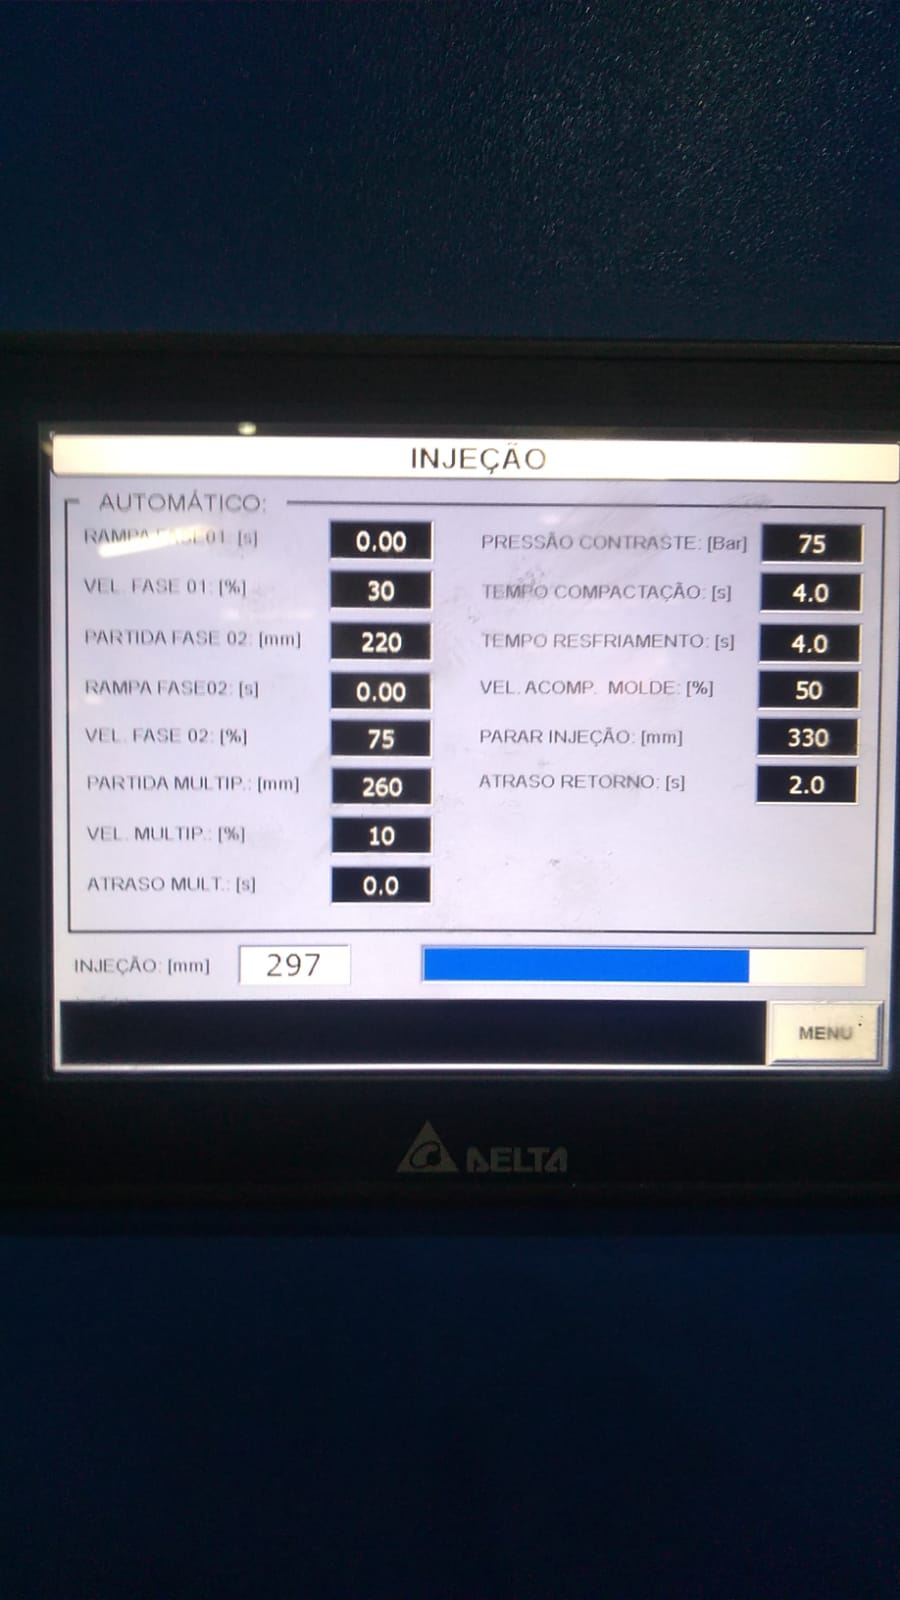 INJEÇÃO
AUTOMÁTICO:
RAMPA FASE01: [s] 0.00
VEL. FASE 01: [%] 30
PARTIDA FASE 02: [mm] 220
RAMPA FASE02: [s] 0.00
VEL. FASE 02: [%] 75
PARTIDA MULTIP.: [mm] 260
VEL. MULTIP.: [%] 10
ATRASO MULT.: [s] 0.0
PRESSÃO CONTRASTE: [Bar] 75
TEMPO COMPACTAÇÃO: [s] 4.0
TEMPO RESFRIAMENTO: [s] 4.0
VEL. ACOMP. MOLDE: [%] 50
PARAR INJEÇÃO: [mm] 330
ATRASO RETORNO: [s] 2.0
INJEÇÃO: [mm] 297
MENU
DELTA